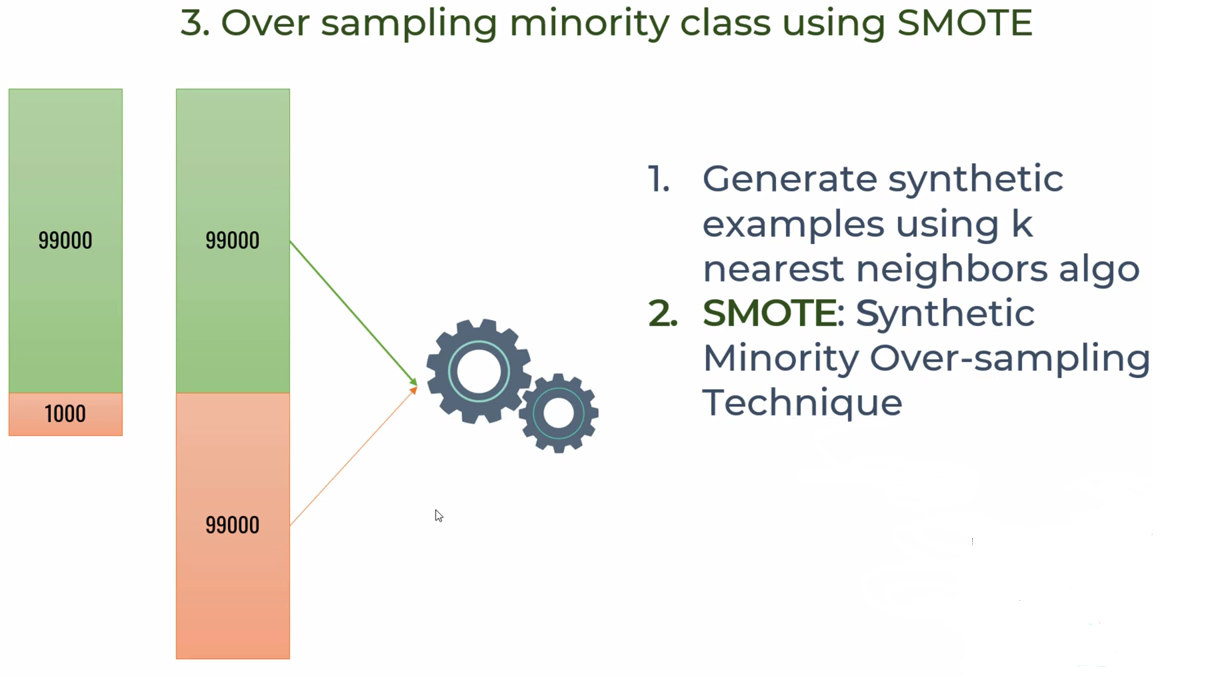 3. Over sampling minority class using SMOTE
99000
1000
99000
99000
1. Generate synthetic
examples using k
nearest neighbors algo
2. SMOTE: Synthetic
Minority Over-sampling
Technique